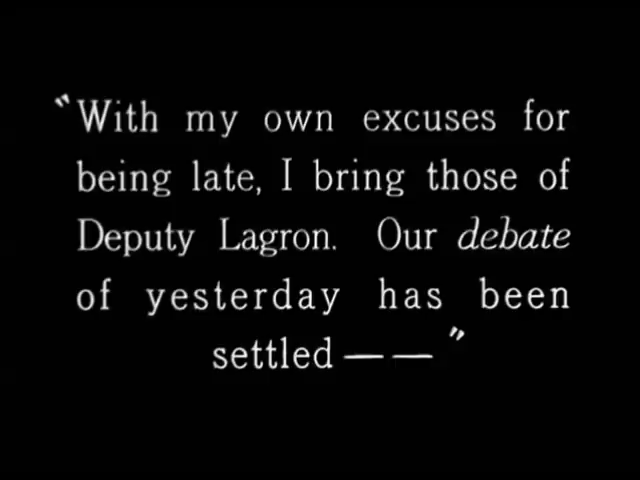 "With my own excuses for
being late, I bring those of
Deputy Lagron. Our debate
of yesterday has been
settled — — "